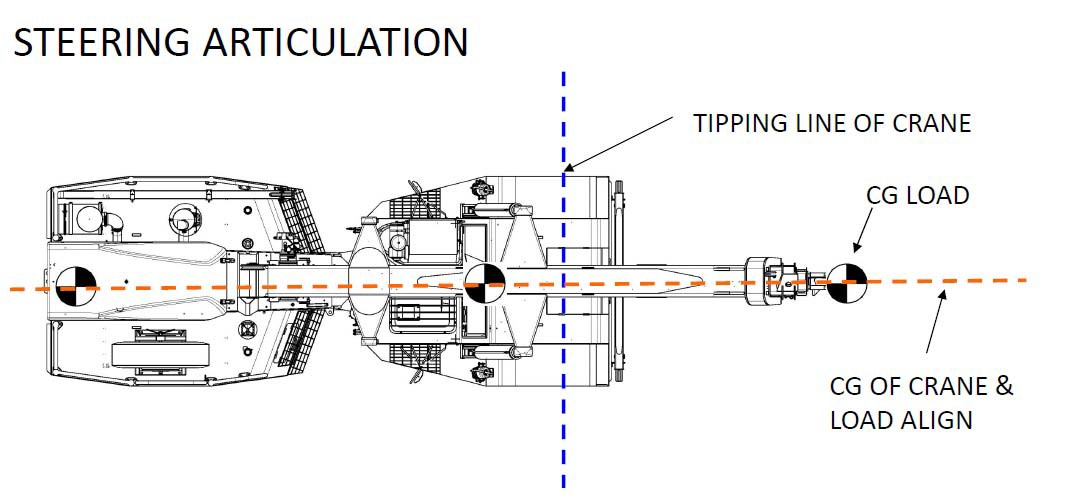 STEERING ARTICULATION
TIPPING LINE OF CRANE
CG LOAD
CG OF CRANE &
LOAD ALIGN